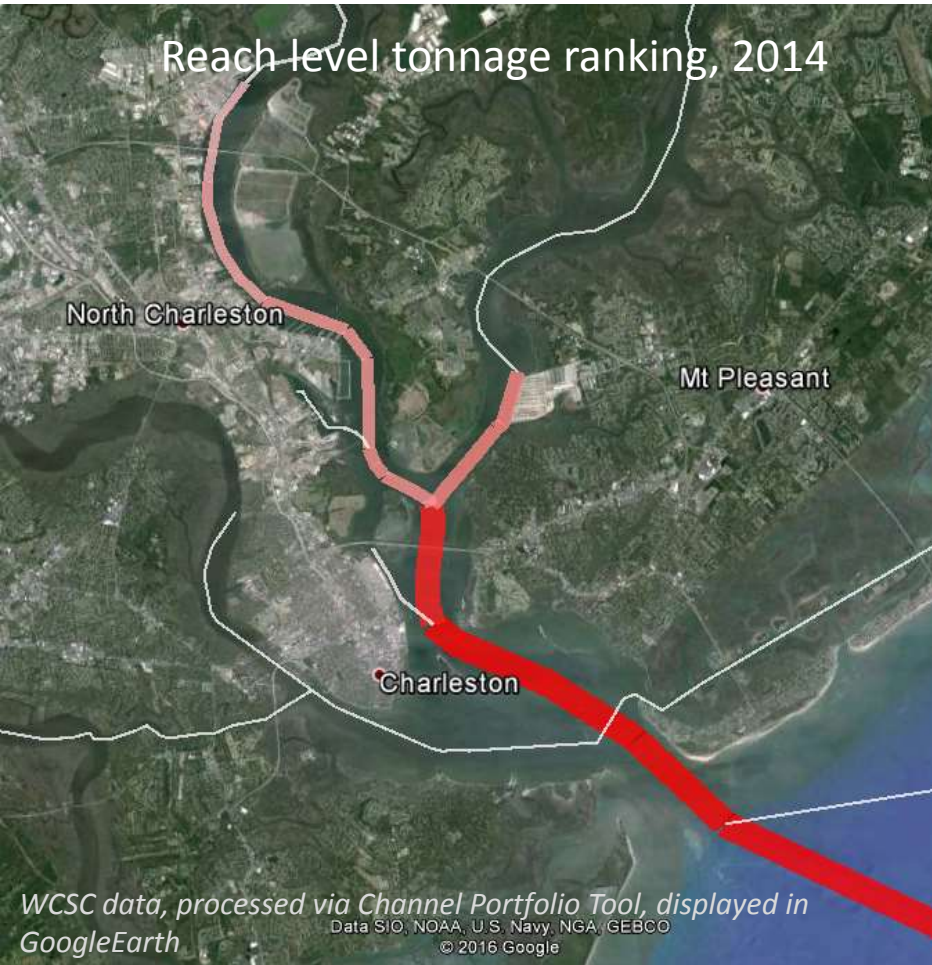 Reach level tonnage ranking, 2014
North Charleston
Mt Pleasant
Charleston
WCSC data, processed via Channel Portfolio Tool, displayed in
GoogleEarth
Data SIO, NOAA, U.S. Navy, NGA, GEBCO
© 2016 Google